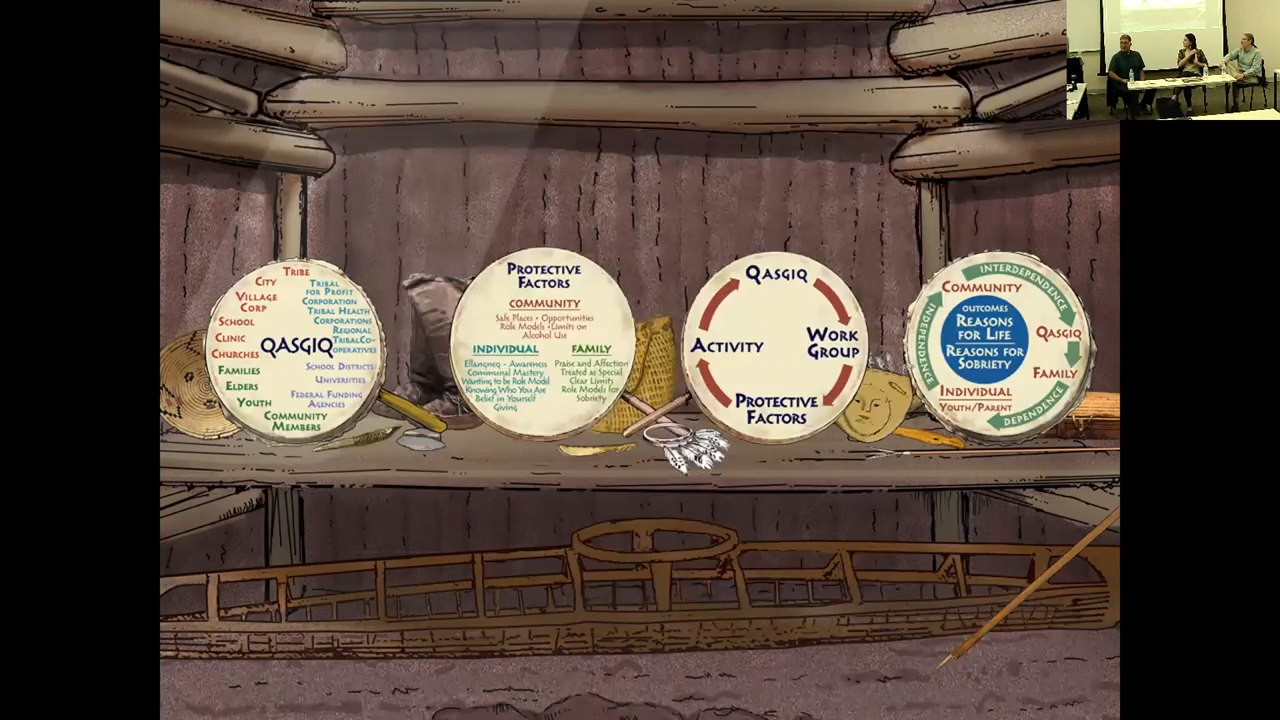 TRIBE
CITY
VILLAGE
CORP
SCHOOL
CLINIC
CHURCHES
FAMILIES
ELDERS
YOUTH
COMMUNITY
MEMBERS
QASGIQ
TRIBAL
FOR PROFIT
CORPORATION
TRIBAL HEALTH
CORPORATIONS
REGIONAL
TRIBAL CO-
OPERATIVES
SCHOOL DISTRICTS
UNIVERSITIES
FEDERAL FUNDING
AGENCIES
PROTECTIVE
FACTORS
COMMUNITY
Safe Places • Opportunities
Role Models • Limits on
Alcohol Use
INDIVIDUAL
Ellangneq - Awareness
Communal Mastery
Wanting to be Role Model
Knowing Who You Are
Belief in Yourself
Giving
FAMILY
Praise and Affection
Treated as Special
Clear Limits
Role Models for
Sobriety
QASGIQ
WORK
GROUP
PROTECTIVE
FACTORS
ACTIVITY
INTERDEPENDENCE
COMMUNITY
OUTCOMES
REASONS
FOR LIFE
REASONS FOR
SOBRIETY
QASGIQ
FAMILY
INDIVIDUAL
YOUTH/PARENT
DEPENDENCE
INDEPENDENCE